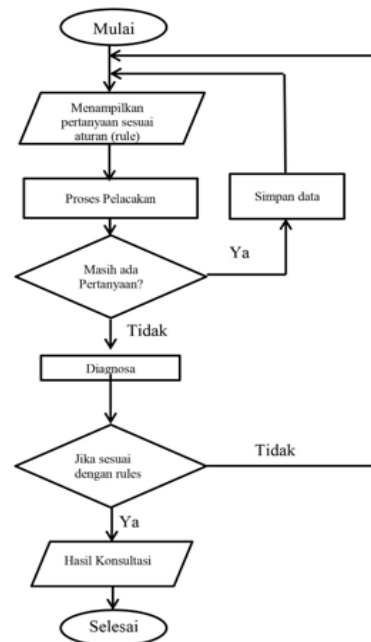 Mulai
Menampilkan
pertanyaan sesuai
aturan (rule)
Proses Pelacakan
Simpan data
Masih ada
Pertanyaan?
Ya
Tidak
Diagnosa
Jika sesuai
dengan rules
Tidak
Ya
Hasil Konsultasi
Selesai